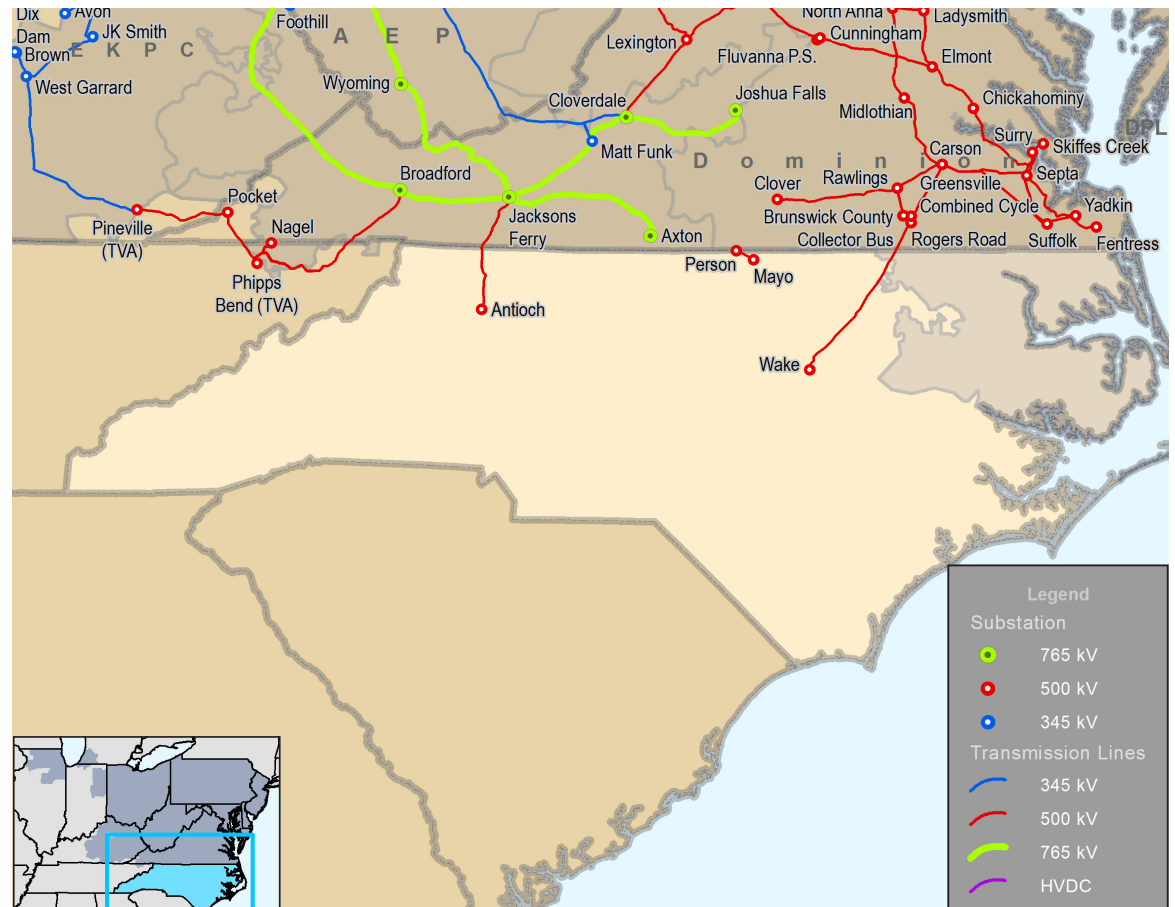 Dix
Avon
Foothill
North Anna
Ladysmith
Dam
JK Smith
E K P C
A E P
Lexington
Cunningham
Brown
Fluvanna P.S.
Elmont
West Garrard
Wyoming
Cloverdale
Joshua Falls
Midlothian
Chickahominy
DPL
Surry
Skiffes Creek
Matt Funk
D o m i n i o n
Carson
Broadford
Clover
Rawlings
Greensville
Septa
Pocket
Combined Cycle
Yadkin
Brunswick County
Jacksons
Ferry
Pineville
(TVA)
Nagel
Axton
Collector Bus
Rogers Road
Suffolk
Fentress
Person
Mayo
Phipps
Bend (TVA)
Antioch
Wake
Legend
Substation
765 kV
500 kV
345 kV
Transmission Lines
345 kV
500 kV
765 kV
HVDC